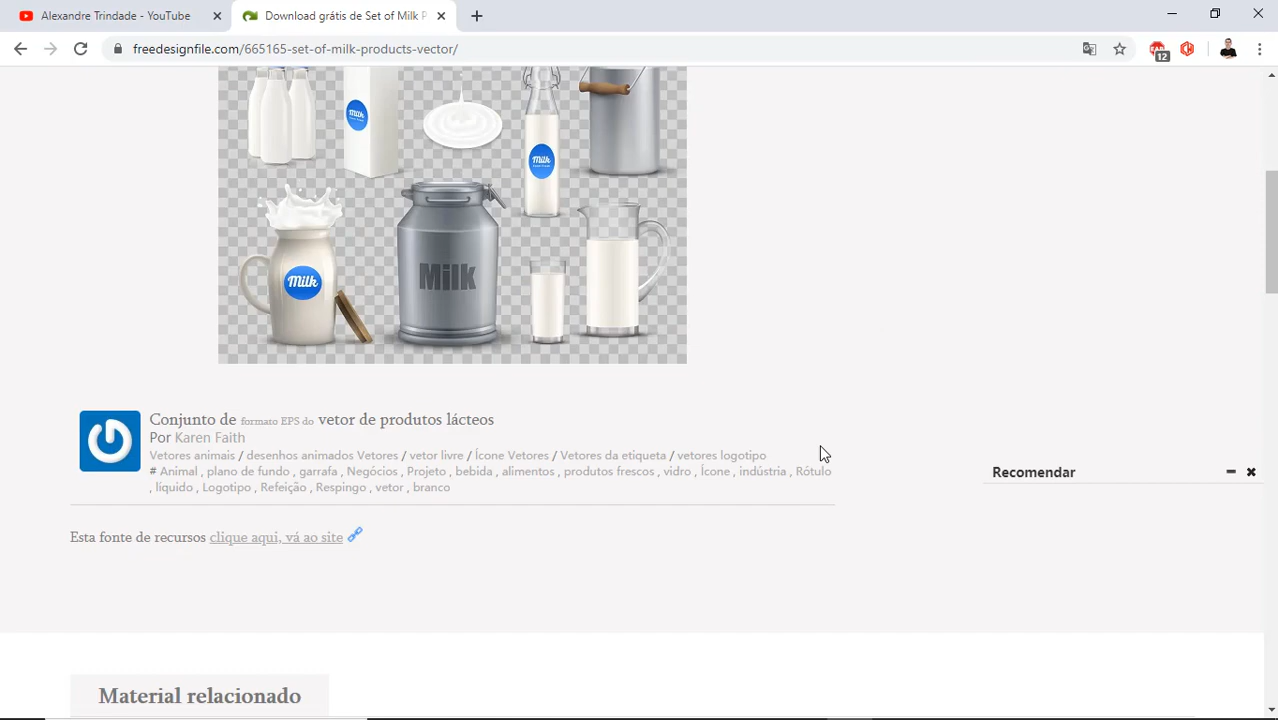 Alexandre Trindade - YouTube
Download grátis de Set of Milk P
freedesignfile.com/665165-set-of-milk-products-vector/
12
Milk
Milk
Milk
Milk
Conjunto de formato EPS do vetor de produtos lácteos
Por Karen Faith
Vetores animais / desenhos animados Vetores / vetor livre / Ícone Vetores / Vetores da etiqueta / vetores logotipo
# Animal , plano de fundo , garrafa , Negócios , Projeto , bebida , alimentos , produtos frescos , vidro , Ícone , indústria , Rótulo
, líquido , Logotipo , Refeição , Respingo , vetor , branco
Recomendar
Esta fonte de recursos clique aqui, vá ao site
Material relacionado